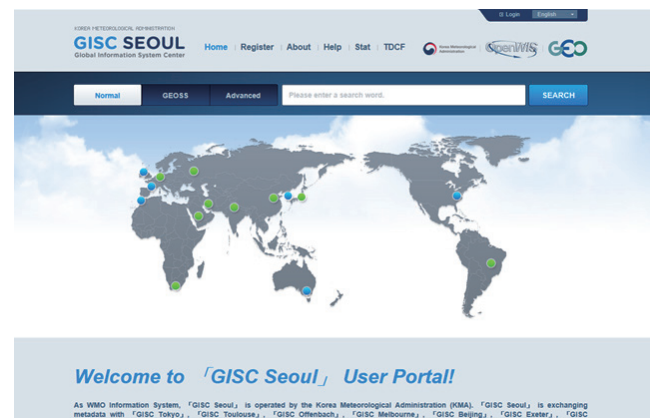 Login English
KOREA METEOROLOGICAL ADMINISTRATION
GISC SEOUL
Global Information System Center
Home Register About Help Stat TDCF
Korea Meteorological Administration OpenWIS GEO
Normal GEOSS Advanced Please enter a search word. SEARCH
Welcome to 「GISC Seoul」 User Portal!
As WMO Information System, 「GISC Seoul」 is operated by the Korea Meteorological Administration (KMA). 「GISC Seoul」 is exchanging
metadata with 「GISC Tokyo」, 「GISC Toulouse」, 「GISC Offenbach」, 「GISC Melbourne」, 「GISC Beijing」, 「GISC Exeter」, 「GISC